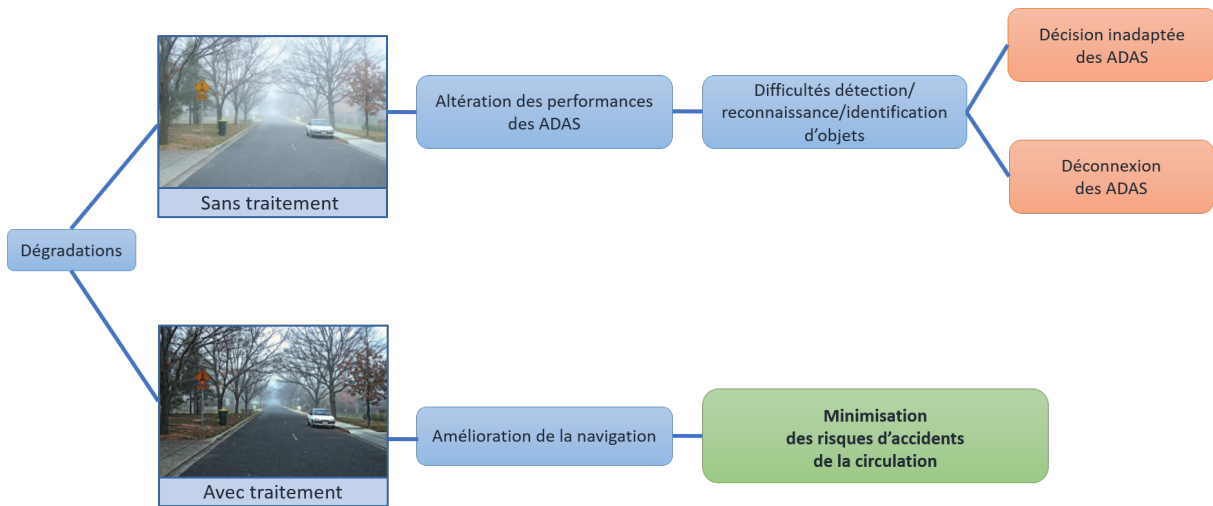 Décision inadaptée
des ADAS
Altération des performances
des ADAS
Difficultés détection/
reconnaissance/identification
d’objets
Déconnexion
des ADAS
Sans traitement
Dégradations
Amélioration de la navigation
Minimisation
des risques d’accidents
de la circulation
Avec traitement